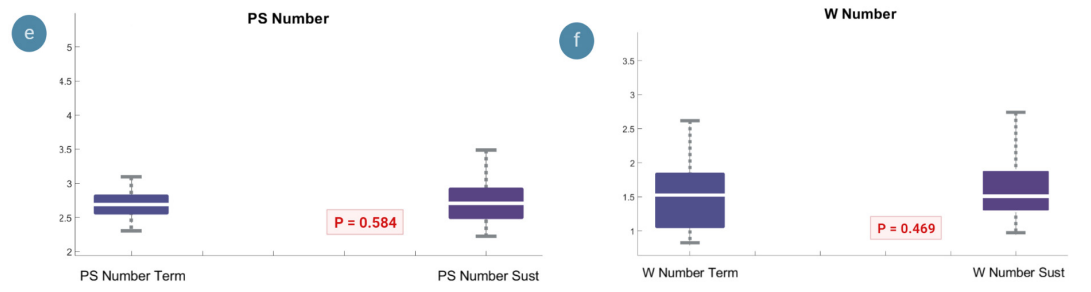 e
PS Number
5
4.5
4
3.5
3
2.5
2
P = 0.584
PS Number Term
PS Number Sust
f
W Number
3.5
3
2.5
2
1.5
1
P = 0.469
W Number Term
W Number Sust